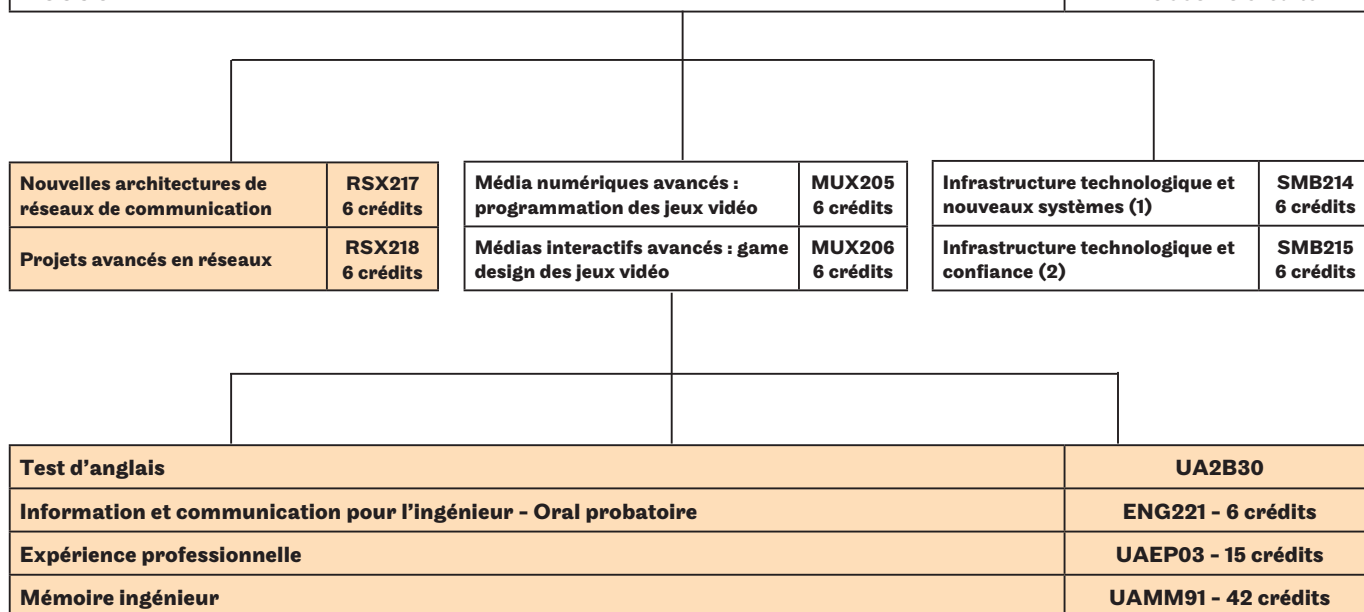 Nouvelles architectures de
réseaux de communication
RSX217
6 crédits
Projets avancés en réseaux
RSX218
6 crédits
Média numériques avancés :
programmation des jeux vidéo
MUX205
6 crédits
Médias interactifs avancés : game
design des jeux vidéo
MUX206
6 crédits
Infrastructure technologique et
nouveaux systèmes (1)
SMB214
6 crédits
Infrastructure technologique et
confiance (2)
SMB215
6 crédits
Test d'anglais
UA2B30
Information et communication pour l'ingénieur - Oral probatoire
ENG221 - 6 crédits
Expérience professionnelle
UAEP03 - 15 crédits
Mémoire ingénieur
UAMM91 - 42 crédits